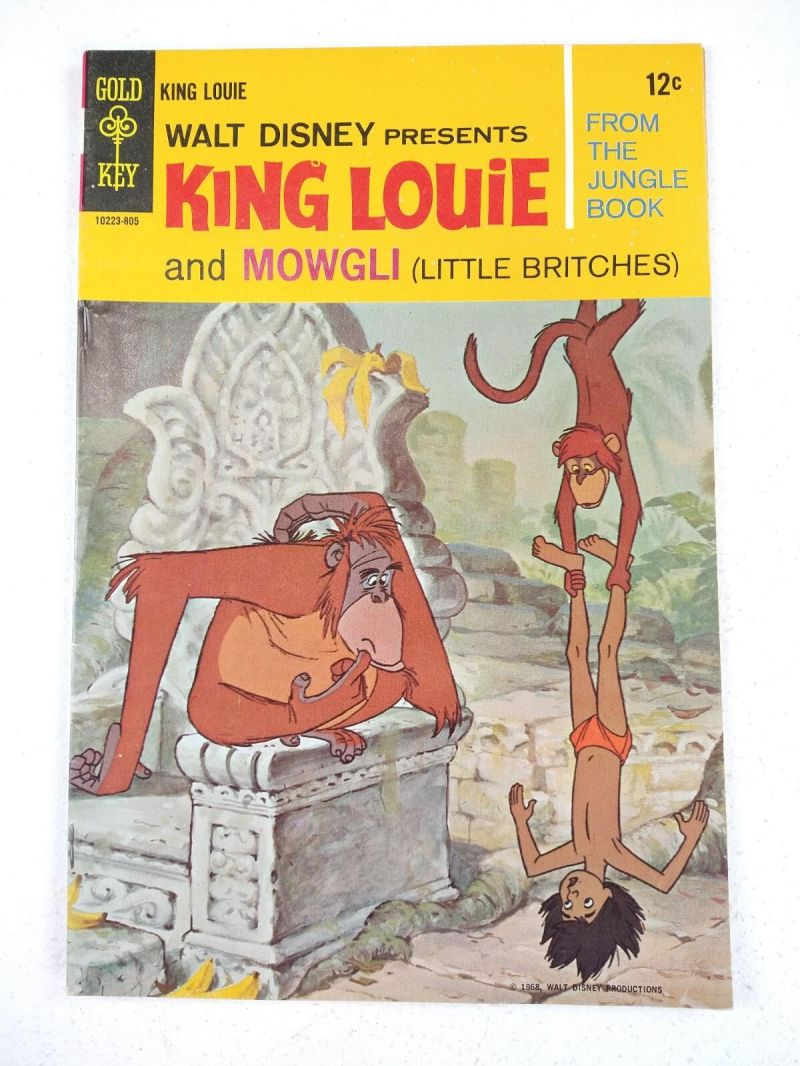 GOLD
KEY
10223-805
KING LOUIE
12¢
WALT DISNEY PRESENTS
KING LOUiE
and MOWGLI (LITTLE BRITCHES)
FROM
THE
JUNGLE
BOOK
© 1968, WALT DISNEY PRODUCTIONS